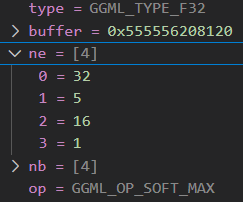 type = GGML_TYPE_F32
buffer = 0x555556208120
ne = [4]
0 = 32
1 = 5
2 = 16
3 = 1
nb = [4]
op = GGML_OP_SOFT_MAX